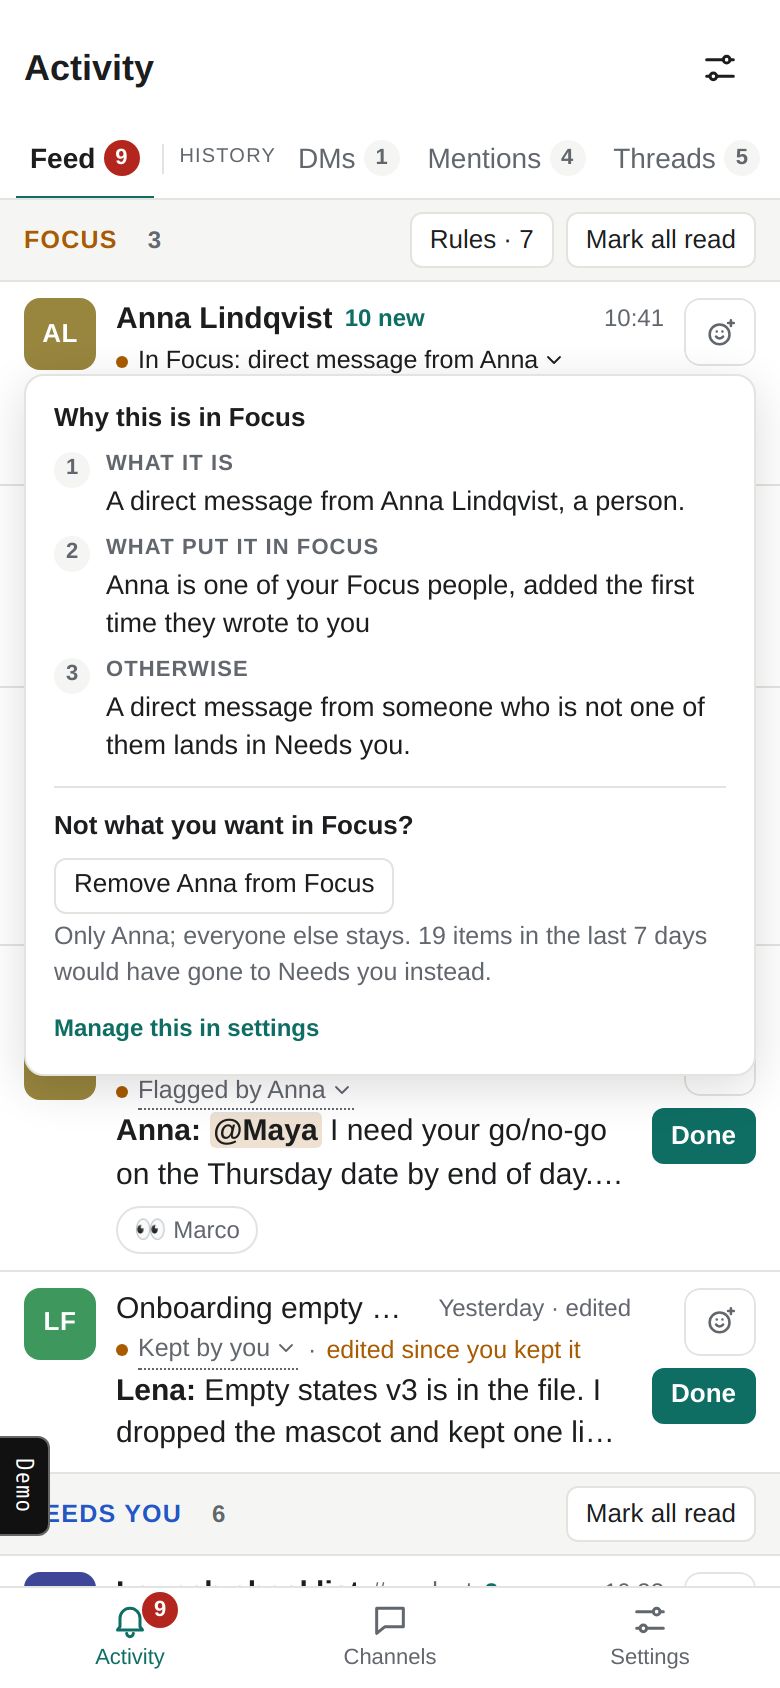 Activity
Feed 9 HISTORY DMs 1 Mentions 4 Threads 5
FOCUS 3 Rules · 7 Mark all read
AL Anna Lindqvist 10 new 10:41
In Focus: direct message from Anna
Why this is in Focus
1 WHAT IT IS
A direct message from Anna Lindqvist, a person.
2 WHAT PUT IT IN FOCUS
Anna is one of your Focus people, added the first
time they wrote to you
3 OTHERWISE
A direct message from someone who is not one of
them lands in Needs you.
Not what you want in Focus?
Remove Anna from Focus
Only Anna; everyone else stays. 19 items in the last 7 days
would have gone to Needs you instead.
Manage this in settings
Flagged by Anna
Anna: @Maya I need your go/no-go
Done
on the Thursday date by end of day.…
👀 Marco
LF Onboarding empty … Yesterday · edited
Kept by you · edited since you kept it
Lena: Empty states v3 is in the file. I
Done
dropped the mascot and kept one li…
Demo
EEDS YOU 6 Mark all read
9
Activity Channels Settings